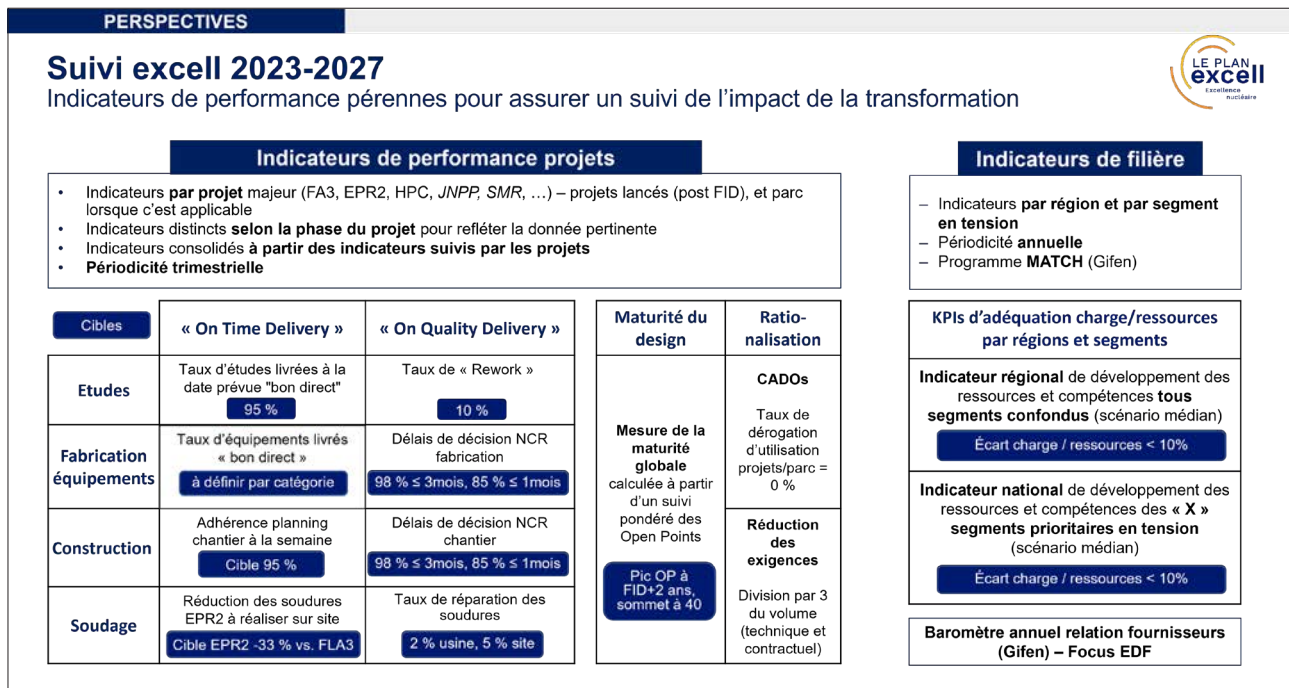 PERSPECTIVES
Suivi excell 2023-2027
Indicateurs de performance pérennes pour assurer un suivi de l'impact de la transformation
LE PLAN
excell
Excellence
nucléaire
Indicateurs de performance projets
• Indicateurs par projet majeur (FA3, EPR2, HPC, JNPP, SMR, …) – projets lancés (post FID), et parc
lorsque c'est applicable
• Indicateurs distincts selon la phase du projet pour refléter la donnée pertinente
• Indicateurs consolidés à partir des indicateurs suivis par les projets
• Périodicité trimestrielle
Cibles
« On Time Delivery »
« On Quality Delivery »
Etudes
Taux d'études livrées à la
date prévue "bon direct"
95 %
Taux de « Rework »
10 %
Fabrication
équipements
Taux d'équipements livrés
« bon direct »
à définir par catégorie
Délais de décision NCR
fabrication
98 % ≤ 3mois, 85 % ≤ 1mois
Construction
Adhérence planning
chantier à la semaine
Cible 95 %
Délais de décision NCR
chantier
98 % ≤ 3mois, 85 % ≤ 1mois
Soudage
Réduction des soudures
EPR2 à réaliser sur site
Cible EPR2 -33 % vs. FLA3
Taux de réparation des
soudures
2 % usine, 5 % site
Maturité du
design
Mesure de la
maturité
globale
calculée à partir
d'un suivi
pondéré des
Open Points
Pic OP à
FID+2 ans,
sommet à 40
Ratio-
nalisation
CADOs
Taux de
dérogation
d'utilisation
projets/parc =
0 %
Réduction
des
exigences
Division par 3
du volume
(technique et
contractuel)
Indicateurs de filière
– Indicateurs par région et par segment
en tension
– Périodicité annuelle
– Programme MATCH (Gifen)
KPIs d'adéquation charge/ressources
par régions et segments
Indicateur régional de développement des
ressources et compétences tous
segments confondus (scénario médian)
Écart charge / ressources < 10%
Indicateur national de développement des
ressources et compétences des « X »
segments prioritaires en tension
(scénario médian)
Écart charge / ressources < 10%
Baromètre annuel relation fournisseurs
(Gifen) – Focus EDF